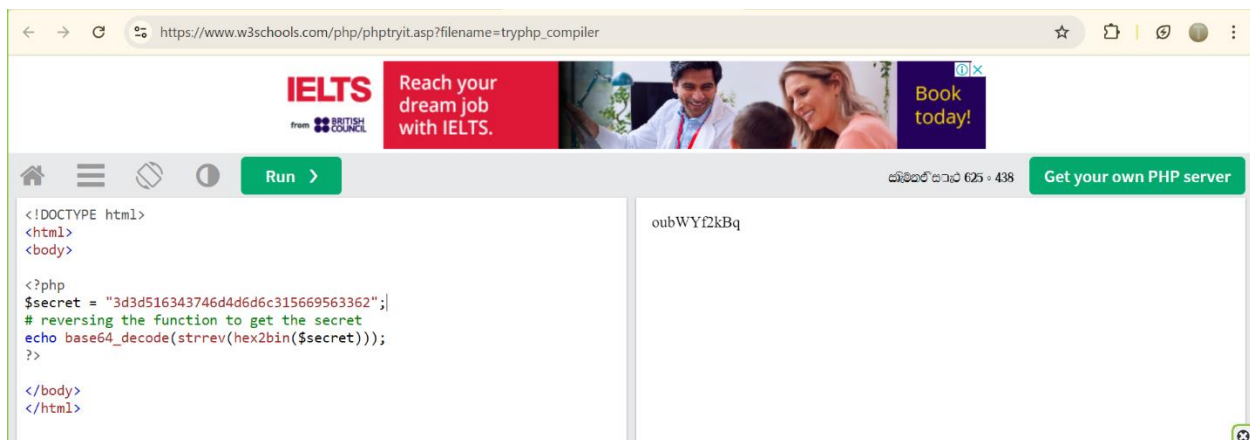 https://www.w3schools.com/php/phptryit.asp?filename=tryphp_compiler
IELTS
from BRITISH COUNCIL
Reach your
dream job
with IELTS.
Book
today!
Run ❯
625 × 438
Get your own PHP server
<!DOCTYPE html>
<html>
<body>
<?php
$secret = "3d3d516343746d4d6d6c315669563362";
# reversing the function to get the secret
echo base64_decode(strrev(hex2bin($secret)));
?>
</body>
</html>
oubWYf2kBq